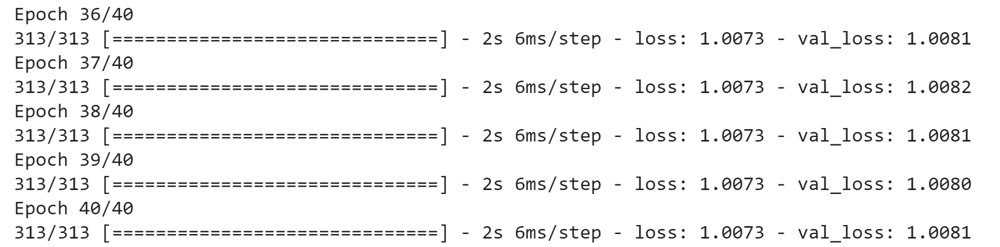 Epoch 36/40
313/313 [==============================] - 2s 6ms/step - loss: 1.0073 - val_loss: 1.0081
Epoch 37/40
313/313 [==============================] - 2s 6ms/step - loss: 1.0073 - val_loss: 1.0082
Epoch 38/40
313/313 [==============================] - 2s 6ms/step - loss: 1.0073 - val_loss: 1.0081
Epoch 39/40
313/313 [==============================] - 2s 6ms/step - loss: 1.0073 - val_loss: 1.0080
Epoch 40/40
313/313 [==============================] - 2s 6ms/step - loss: 1.0073 - val_loss: 1.0081